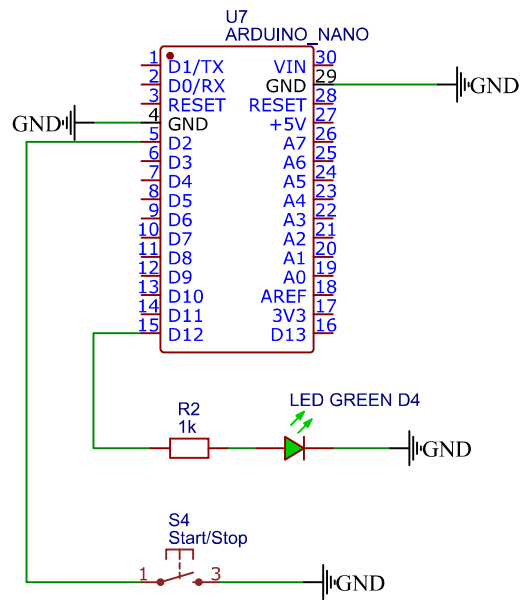 U7
ARDUINO_NANO
1 D1/TX VIN 30
2 D0/RX GND 29 GND
3 RESET RESET 28
GND 4 GND +5V 27
5 D2 A7 26
6 D3 A6 25
7 D4 A5 24
8 D5 A4 23
9 D6 A3 22
10 D7 A2 21
11 D8 A1 20
12 D9 A0 19
13 D10 AREF 18
14 D11 3V3 17
15 D12 D13 16
LED GREEN D4
R2
1k
GND
S4
Start/Stop
1 3 GND